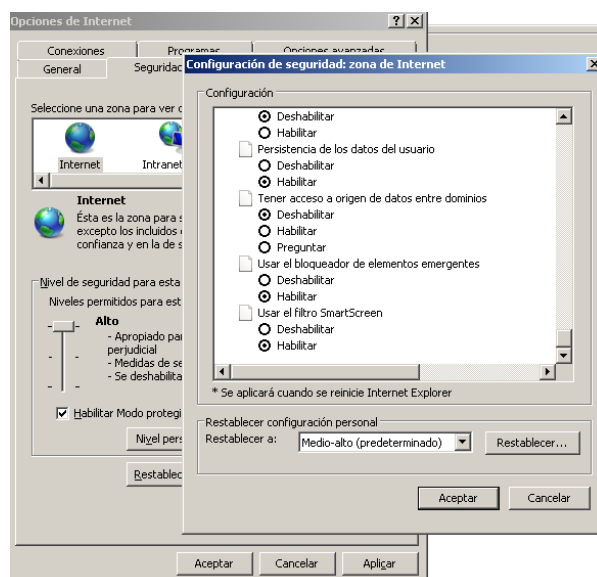 Opciones de Internet
Conexiones Programas Opciones avanzadas
General Seguridad
Seleccione una zona para ver
Internet Intranet
Internet
Ésta es la zona para
excepto los incluidos
confianza y en la de
Nivel de seguridad para esta
Niveles permitidos para est
Alto
- Apropiado
perjudicial
- Medidas de
- Se deshabilita
Habilitar Modo protegi
Nivel pers
Restablec
Aceptar Cancelar Aplicar
Configuración de seguridad: zona de Internet
Configuración
Deshabilitar
Habilitar
Persistencia de los datos del usuario
Deshabilitar
Habilitar
Tener acceso a origen de datos entre dominios
Deshabilitar
Habilitar
Preguntar
Usar el bloqueador de elementos emergentes
Deshabilitar
Habilitar
Usar el filtro SmartScreen
Deshabilitar
Habilitar
* Se aplicará cuando se reinicie Internet Explorer
Restablecer configuración personal
Restablecer a: Medio-alto (predeterminado) Restablecer...
Aceptar Cancelar